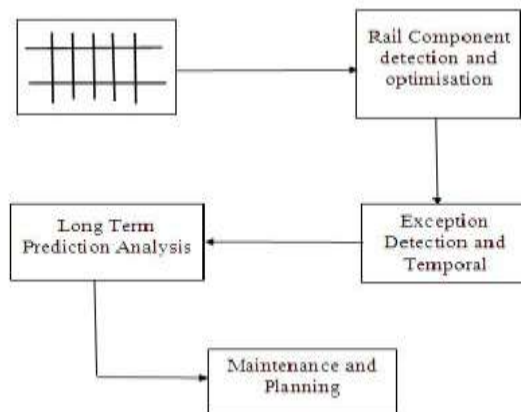 Rail Component
detection and
optimisation
Exception
Detection and
Temporal
Long Term
Prediction Analysis
Maintenance and
Planning